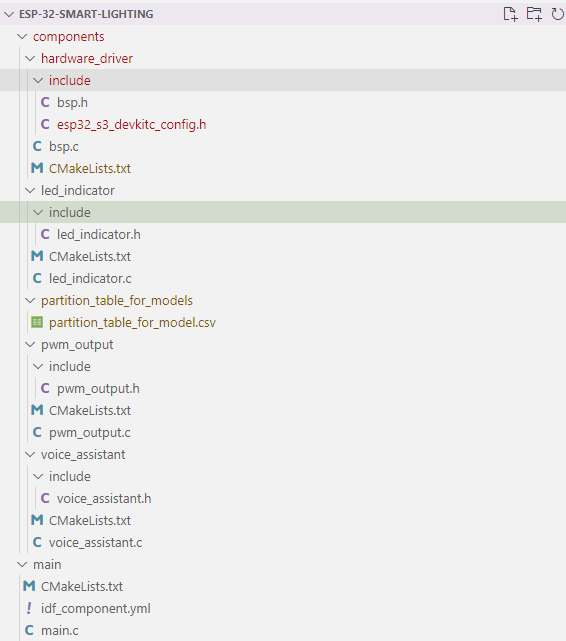 ESP-32-SMART-LIGHTING
components
hardware_driver
include
C bsp.h
C esp32_s3_devkitc_config.h
C bsp.c
M CMakeLists.txt
led_indicator
include
C led_indicator.h
M CMakeLists.txt
C led_indicator.c
partition_table_for_models
partition_table_for_model.csv
pwm_output
include
C pwm_output.h
M CMakeLists.txt
C pwm_output.c
voice_assistant
include
C voice_assistant.h
M CMakeLists.txt
C voice_assistant.c
main
M CMakeLists.txt
! idf_component.yml
C main.c